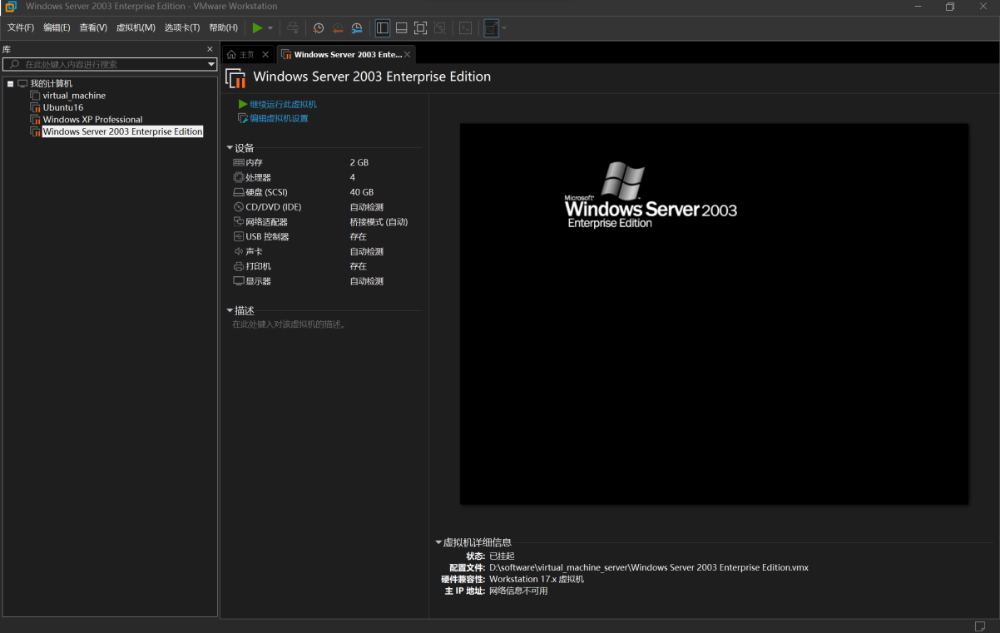 Windows Server 2003 Enterprise Edition - VMware Workstation
文件(F) 编辑(E) 查看(V) 虚拟机(M) 选项卡(T) 帮助(H)
库
在此处键入内容进行搜索
我的计算机
virtual_machine
Ubuntu16
Windows XP Professional
Windows Server 2003 Enterprise Edition
主页
Windows Server 2003 Ente...
Windows Server 2003 Enterprise Edition
继续运行此虚拟机
编辑虚拟机设置
设备
内存 2 GB
处理器 4
硬盘 (SCSI) 40 GB
CD/DVD (IDE) 自动检测
网络适配器 桥接模式 (自动)
USB 控制器 存在
声卡 自动检测
打印机 存在
显示器 自动检测
描述
在此处键入对该虚拟机的描述。
Microsoft
Windows Server 2003
Enterprise Edition
虚拟机详细信息
状态: 已挂起
配置文件: D:\software\virtual_machine_server\Windows Server 2003 Enterprise Edition.vmx
硬件兼容性: Workstation 17.x 虚拟机
主 IP 地址: 网络信息不可用